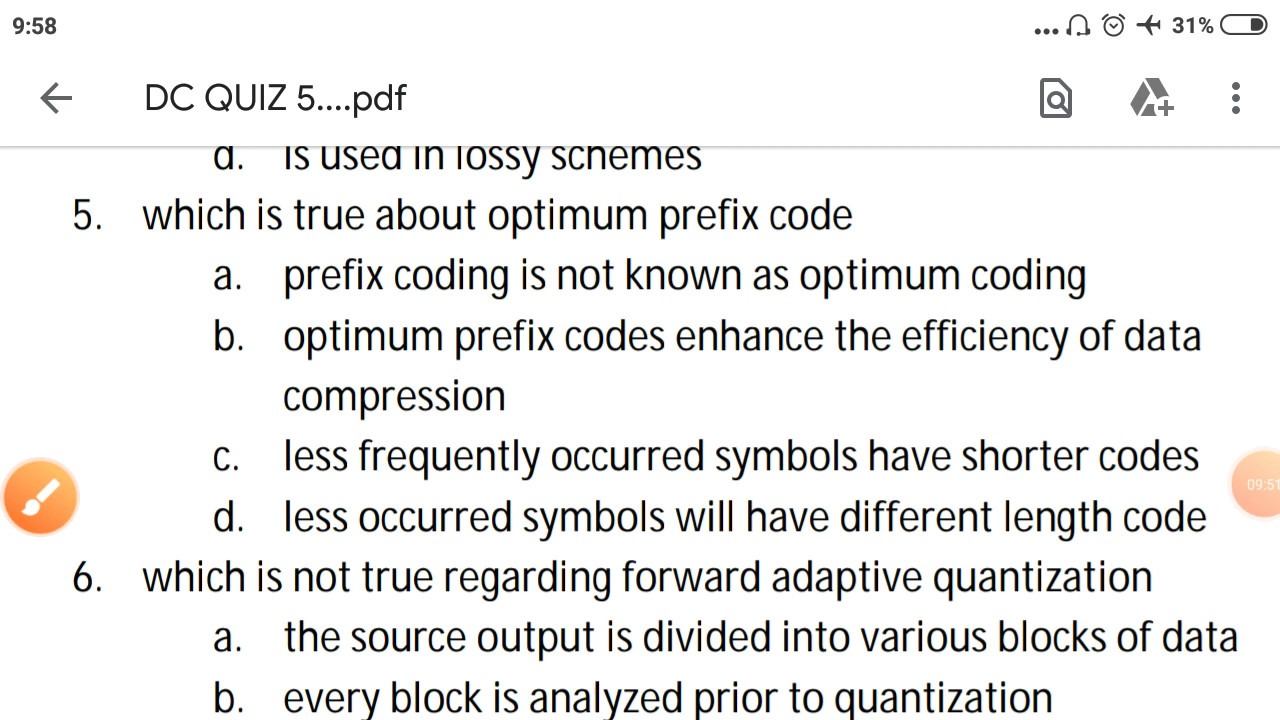 9:58
... 31%
DC QUIZ 5....pdf
d. is used in lossy schemes
5. which is true about optimum prefix code
a. prefix coding is not known as optimum coding
b. optimum prefix codes enhance the efficiency of data
compression
c. less frequently occurred symbols have shorter codes
d. less occurred symbols will have different length code
09:51
6. which is not true regarding forward adaptive quantization
a. the source output is divided into various blocks of data
b. every block is analyzed prior to quantization